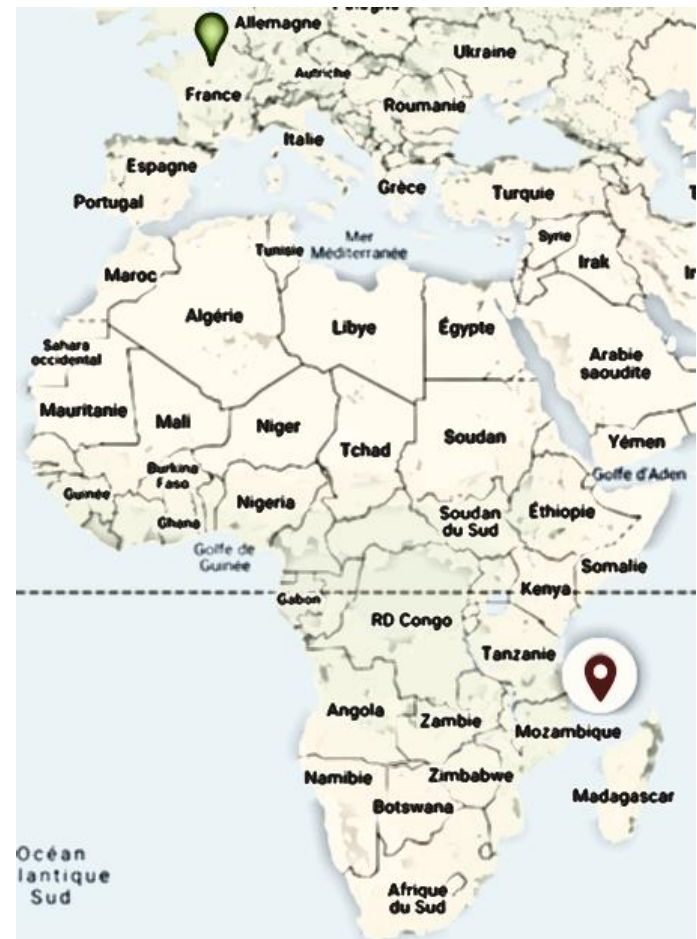 Allemagne
Ukraine
Autriche
France
Roumanie
Italie
Espagne
Grèce
Turquie
Portugal
Mer
Méditerranée
Tunisie
Syrie
Irak
Maroc
Algérie
Libye
Égypte
Sahara
occidental
Arabie
saoudite
Mauritanie
Mali
Niger
Tchad
Soudan
Yémen
Burkina
Faso
Golfe d'Aden
Guinée
Nigeria
Ghana
Soudan
du Sud
Éthiopie
Golfe de
Guinée
Somalie
Kenya
Gabon
RD Congo
Tanzanie
Angola
Zambie
Mozambique
Namibie
Zimbabwe
Botswana
Madagascar
Océan
lantique
Sud
Afrique
du Sud